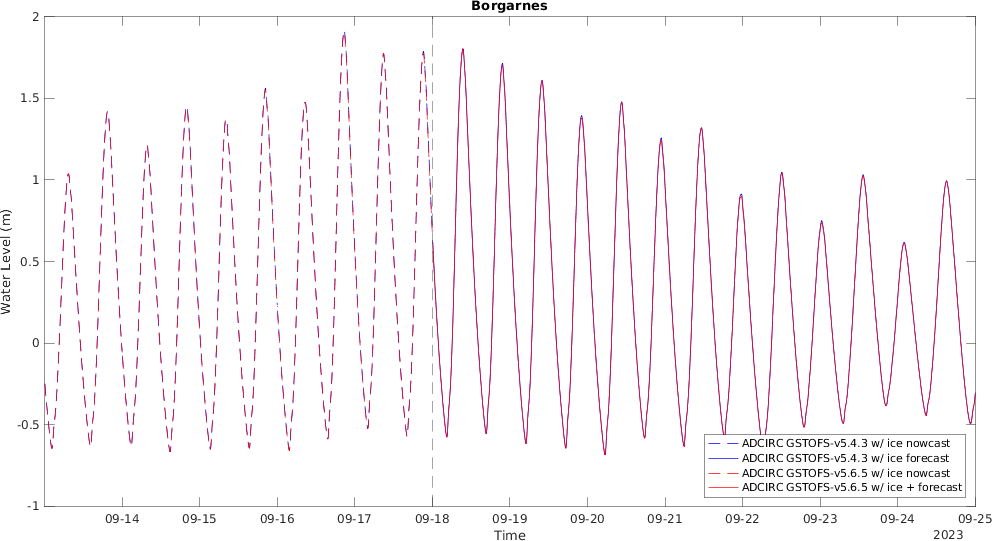 Borgarnes
2
1.5
1
0.5
0
-0.5
-1
Water Level (m)
09-14 09-15 09-16 09-17 09-18 09-19 09-20 09-21 09-22 09-23 09-24 09-25
Time
2023
ADCIRC GSTOFS-v5.4.3 w/ ice nowcast
ADCIRC GSTOFS-v5.4.3 w/ ice forecast
ADCIRC GSTOFS-v5.6.5 w/ ice nowcast
ADCIRC GSTOFS-v5.6.5 w/ ice + forecast